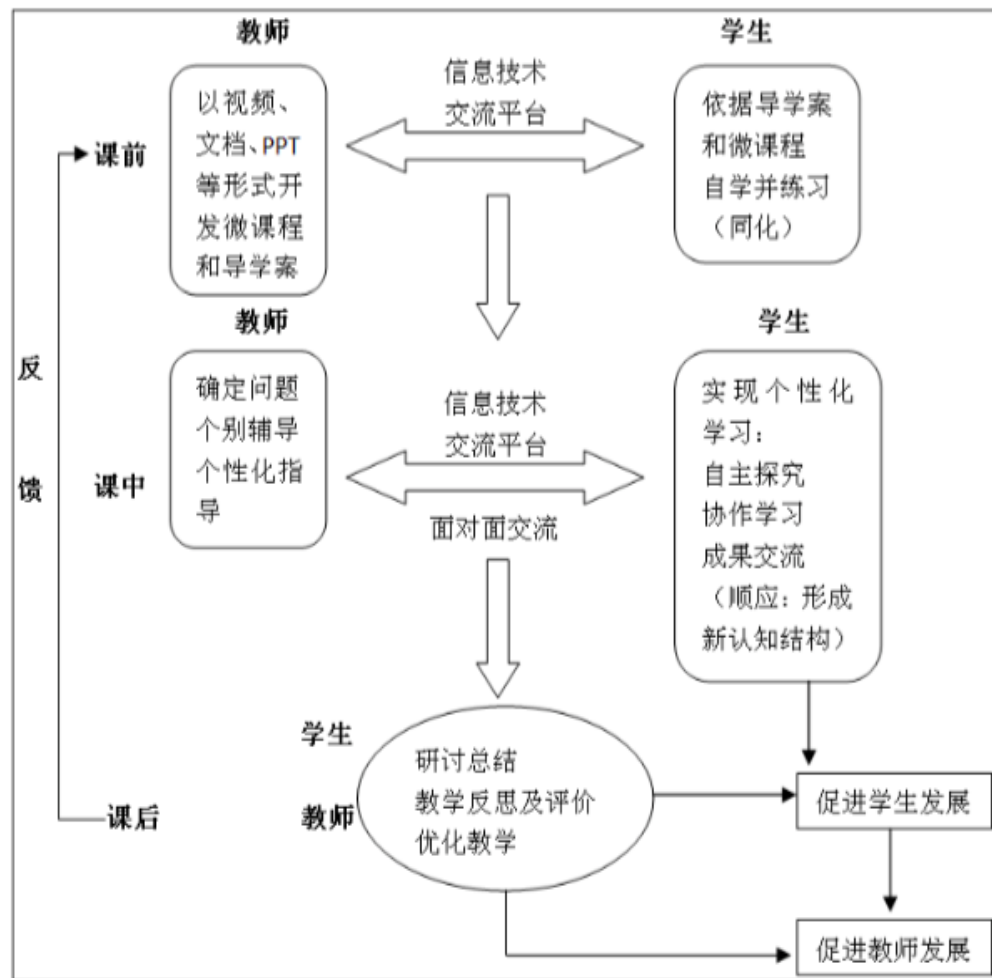 教师
学生
信息技术
交流平台
以视频、
文档、PPT
等形式开
发微课程
和导学案
依据导学案
和微课程
自学并练习
（同化）
课前
教师
学生
反
馈
确定问题
个别辅导
个性化指
导
信息技术
交流平台
面对面交流
实现个性化
学习：
自主探究
协作学习
成果交流
（顺应：形成
新认知结构）
课中
学生
教师
研讨总结
教学反思及评价
优化教学
促进学生发展
课后
促进教师发展